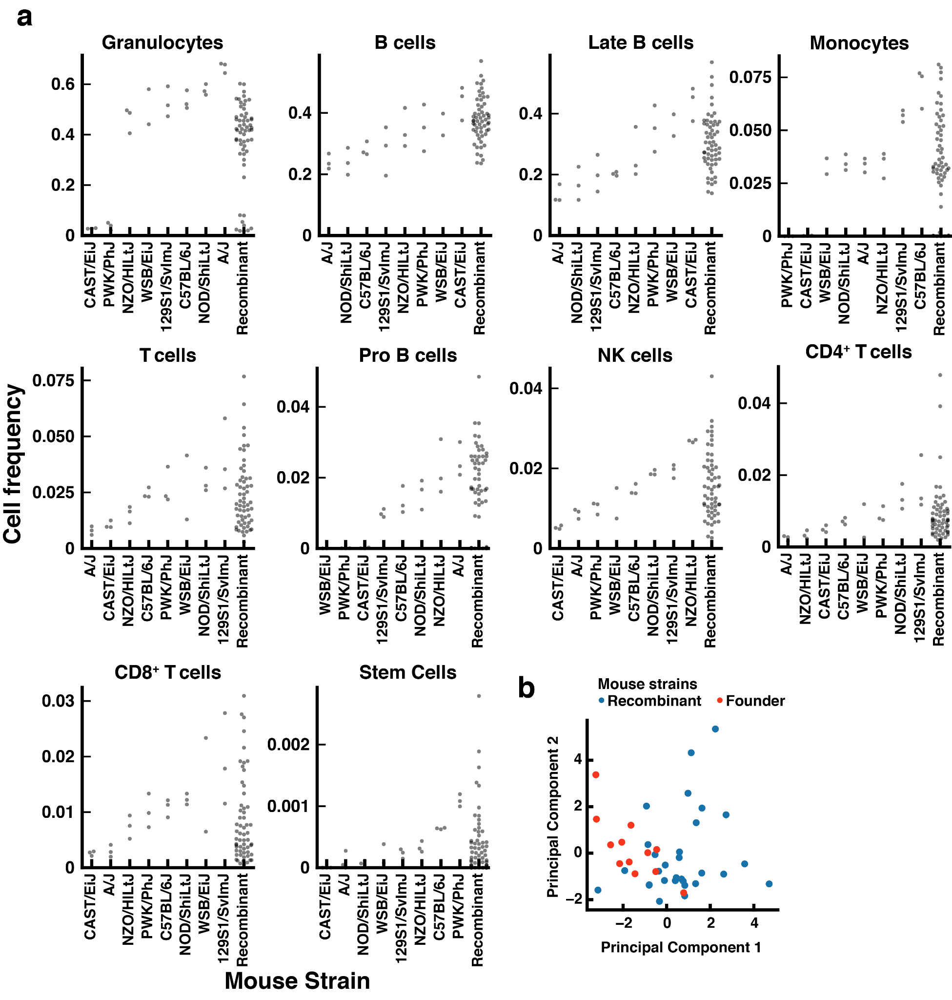 a
Granulocytes
B cells
Late B cells
Monocytes
0.6
0.4
0.2
0
0.4
0.2
0
0.4
0.2
0
0.075
0.050
0.025
0
CAST/EiJ
PWK/PhJ
NZO/HILtJ
WSB/EiJ
129S1/SvImJ
C57BL/6J
NOD/ShiLtJ
A/J
Recombinant
A/J
NOD/ShiLtJ
C57BL/6J
129S1/SvImJ
NZO/HILtJ
PWK/PhJ
WSB/EiJ
CAST/EiJ
Recombinant
A/J
NOD/ShiLtJ
129S1/SvImJ
C57BL/6J
NZO/HILtJ
PWK/PhJ
WSB/EiJ
CAST/EiJ
Recombinant
PWK/PhJ
CAST/EiJ
WSB/EiJ
NOD/ShiLtJ
A/J
NZO/HILtJ
129S1/SvImJ
C57BL/6J
Recombinant
Cell frequency
T cells
Pro B cells
NK cells
CD4⁺ T cells
0.075
0.050
0.025
0
0.04
0.02
0
0.04
0.02
0
0.04
0.02
0
A/J
CAST/EiJ
NZO/HILtJ
C57BL/6J
PWK/PhJ
WSB/EiJ
NOD/ShiLtJ
129S1/SvImJ
Recombinant
WSB/EiJ
PWK/PhJ
CAST/EiJ
129S1/SvImJ
C57BL/6J
NOD/ShiLtJ
NZO/HILtJ
A/J
Recombinant
CAST/EiJ
A/J
PWK/PhJ
WSB/EiJ
C57BL/6J
NOD/ShiLtJ
129S1/SvImJ
NZO/HILtJ
Recombinant
A/J
NZO/HILtJ
CAST/EiJ
C57BL/6J
WSB/EiJ
PWK/PhJ
NOD/ShiLtJ
129S1/SvImJ
Recombinant
CD8⁺ T cells
Stem Cells
0.03
0.02
0.01
0
0.002
0.001
0
CAST/EiJ
A/J
NZO/HILtJ
PWK/PhJ
C57BL/6J
NOD/ShiLtJ
WSB/EiJ
129S1/SvImJ
Recombinant
CAST/EiJ
A/J
NOD/ShiLtJ
WSB/EiJ
129S1/SvImJ
NZO/HILtJ
C57BL/6J
PWK/PhJ
Recombinant
Mouse Strain
b
Mouse strains
Recombinant Founder
Principal Component 2
4
2
0
−2
−2 0 2 4
Principal Component 1